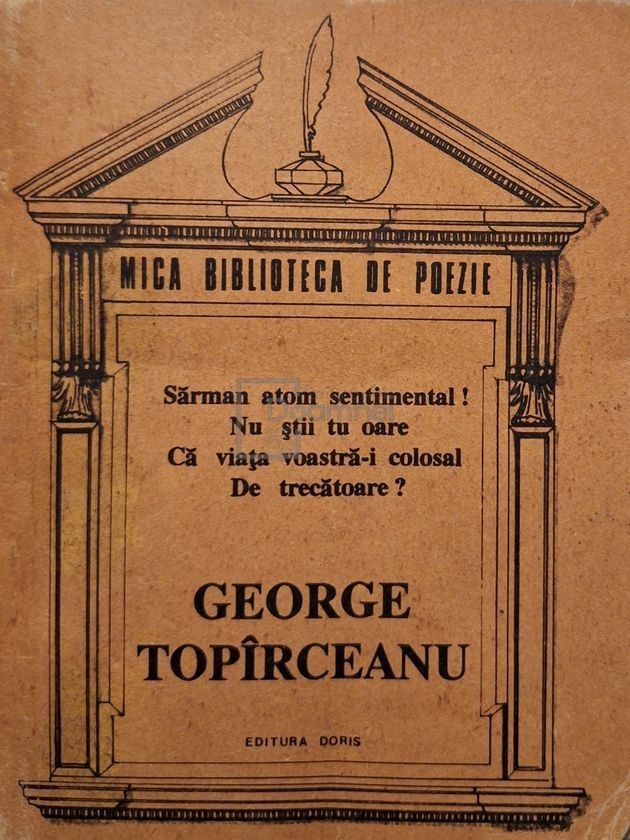 MICA BIBLIOTECA DE POEZIE
Sărman atom sentimental !
Nu ştii tu oare
Că viaţa voastră-i colosal
De trecătoare ?
GEORGE
TOPÎRCEANU
EDITURA DORIS